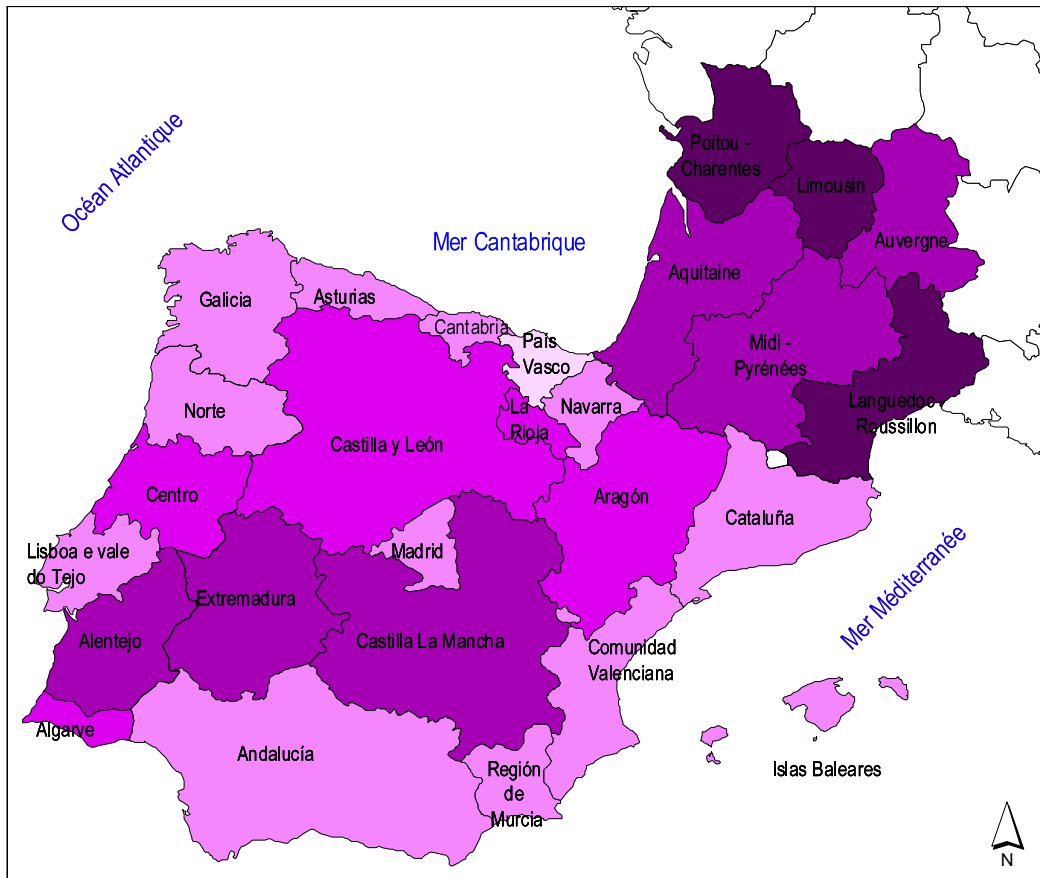 Océan Atlantique
Mer Cantabrique
Poitou -
Charentes
Limousin
Auvergne
Aquitaine
Galicia
Asturias
Cantabria
País
Vasco
Midi -
Pyrénées
Norte
La
Rioja
Navarra
Languedoc -
Roussillon
Castilla y León
Centro
Aragón
Cataluña
Lisboa e vale
do Tejo
Madrid
Mer Méditerranée
Extremadura
Alentejo
Castilla La Mancha
Comunidad
Valenciana
Algarve
Andalucía
Región
de
Murcia
Islas Baleares
N